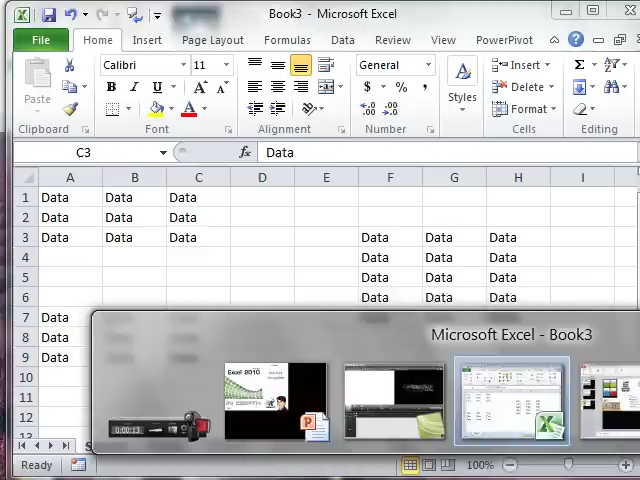 Book3 - Microsoft Excel
File Home Insert Page Layout Formulas Data Review View PowerPivot
Paste
Clipboard
Calibri 11
B I U
Font
Alignment
General
$ % ,
Number
Styles
Insert
Delete
Format
Cells
Editing
C3 fx Data
A B C D E F G H I
1 Data Data Data
2 Data Data Data
3 Data Data Data Data Data Data
4 Data Data Data
5 Data Data Data
6 Data Data Data
7 Data
8 Data
9 Data
10
11
12
13
Microsoft Excel - Book3
Excel 2010
IN DEPTH
Ready 100%